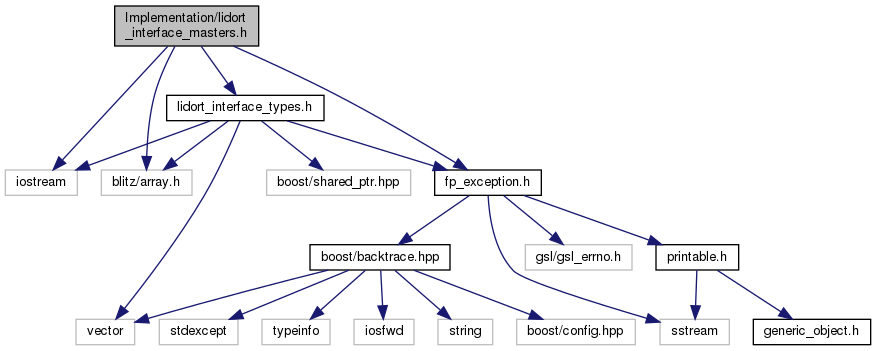 Implementation/lidort
_interface_masters.h
lidort_interface_types.h
iostream
blitz/array.h
boost/shared_ptr.hpp
fp_exception.h
boost/backtrace.hpp
gsl/gsl_errno.h
printable.h
vector
stdexcept
typeinfo
iosfwd
string
boost/config.hpp
sstream
generic_object.h